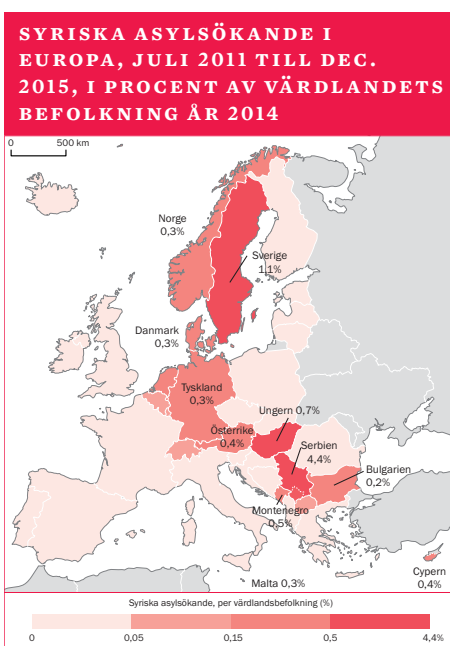 SYRISKA ASYLSÖKANDE I
EUROPA, JULI 2011 TILL DEC.
2015, I PROCENT AV VÄRDLANDETS
BEFOLKNING ÅR 2014
0 500 km
Norge
0,3%
Sverige
1,1%
Danmark
0,3%
Tyskland
0,3%
Ungern 0,7%
Österrike
0,4%
Serbien
4,4%
Bulgarien
0,2%
Montenegro
0,5%
Malta 0,3%
Cypern
0,4%
Syriska asylsökande, per värdlandsbefolkning (%)
0 0,05 0,15 0,5 4,4%